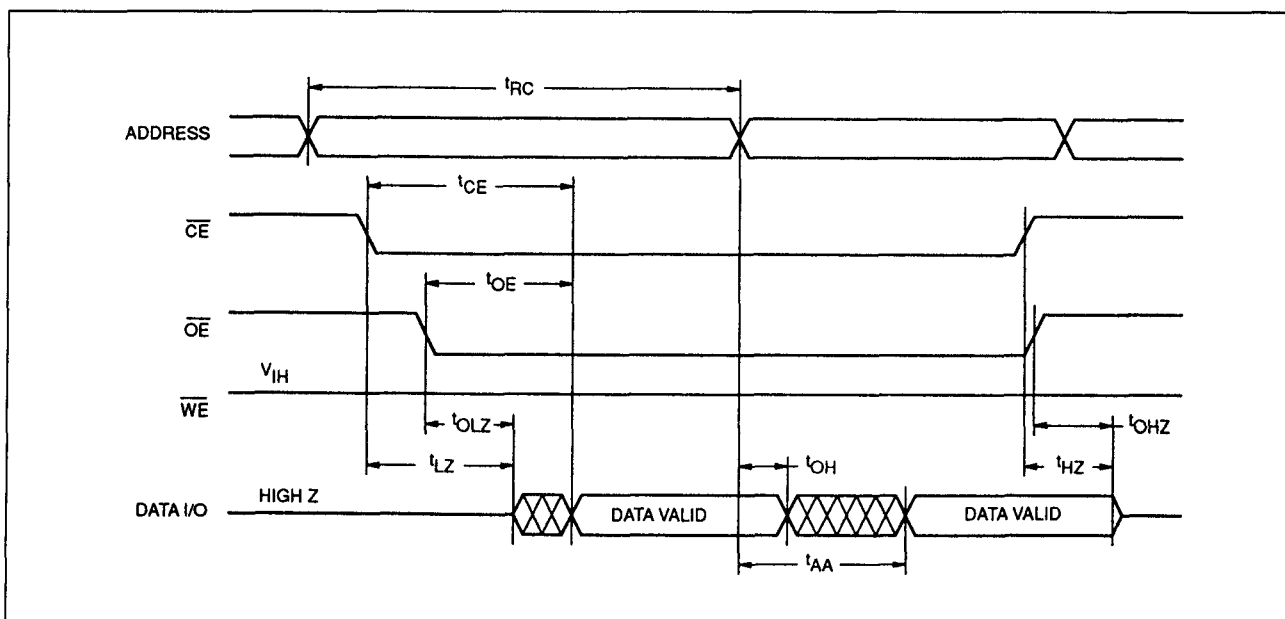 tRC
ADDRESS
tCE
CE
tOE
OE
VIH
WE
tOLZ
tOHZ
tLZ
tOH
tHZ
HIGH Z
DATA I/O
DATA VALID
DATA VALID
tAA